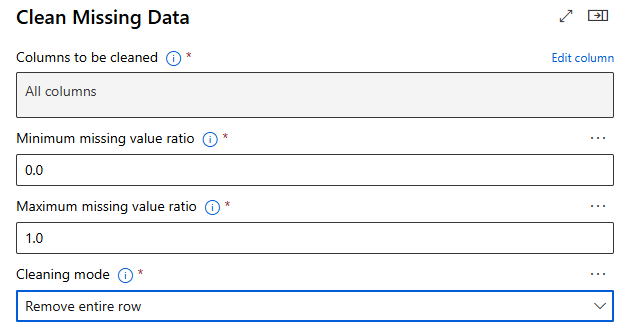 Clean Missing Data
Columns to be cleaned * Edit column
All columns
Minimum missing value ratio * ...
0.0
Maximum missing value ratio * ...
1.0
Cleaning mode * ...
Remove entire row